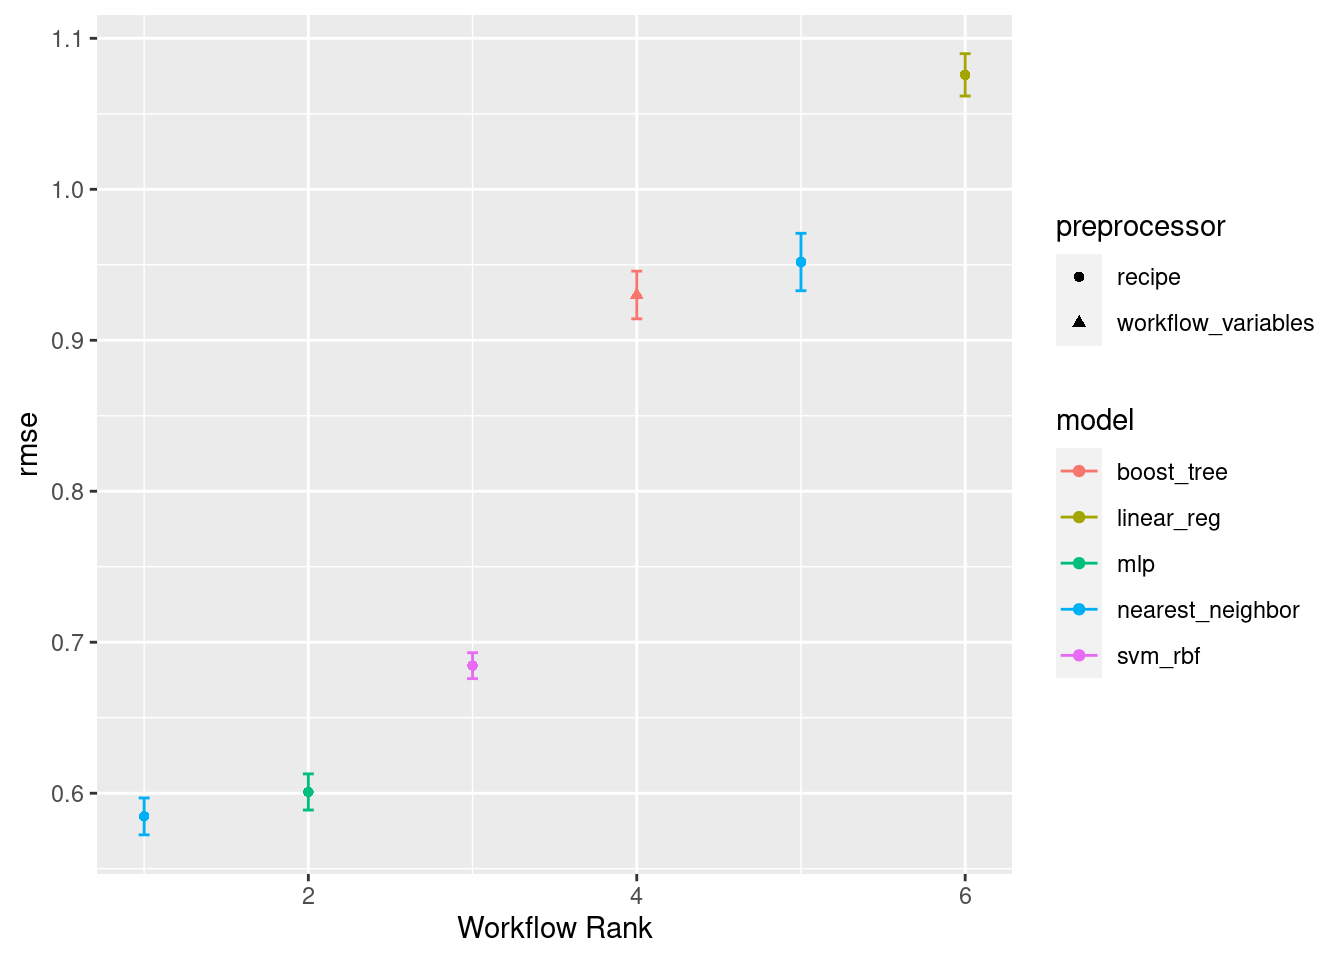 1.1
1.0
0.9
0.8
0.7
0.6
rmse
2
4
6
Workflow Rank
preprocessor
recipe
workflow_variables
model
boost_tree
linear_reg
mlp
nearest_neighbor
svm_rbf